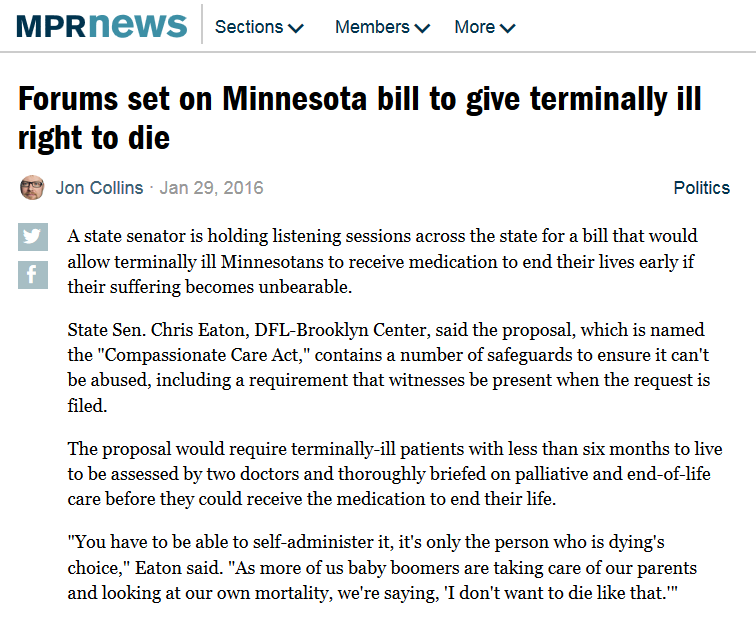 MPRnews Sections Members More
Forums set on Minnesota bill to give terminally ill
right to die
Jon Collins · Jan 29, 2016 Politics
A state senator is holding listening sessions across the state for a bill that would
allow terminally ill Minnesotans to receive medication to end their lives early if
their suffering becomes unbearable.
State Sen. Chris Eaton, DFL-Brooklyn Center, said the proposal, which is named
the "Compassionate Care Act," contains a number of safeguards to ensure it can't
be abused, including a requirement that witnesses be present when the request is
filed.
The proposal would require terminally-ill patients with less than six months to live
to be assessed by two doctors and thoroughly briefed on palliative and end-of-life
care before they could receive the medication to end their life.
"You have to be able to self-administer it, it's only the person who is dying's
choice," Eaton said. "As more of us baby boomers are taking care of our parents
and looking at our own mortality, we're saying, 'I don't want to die like that.'"